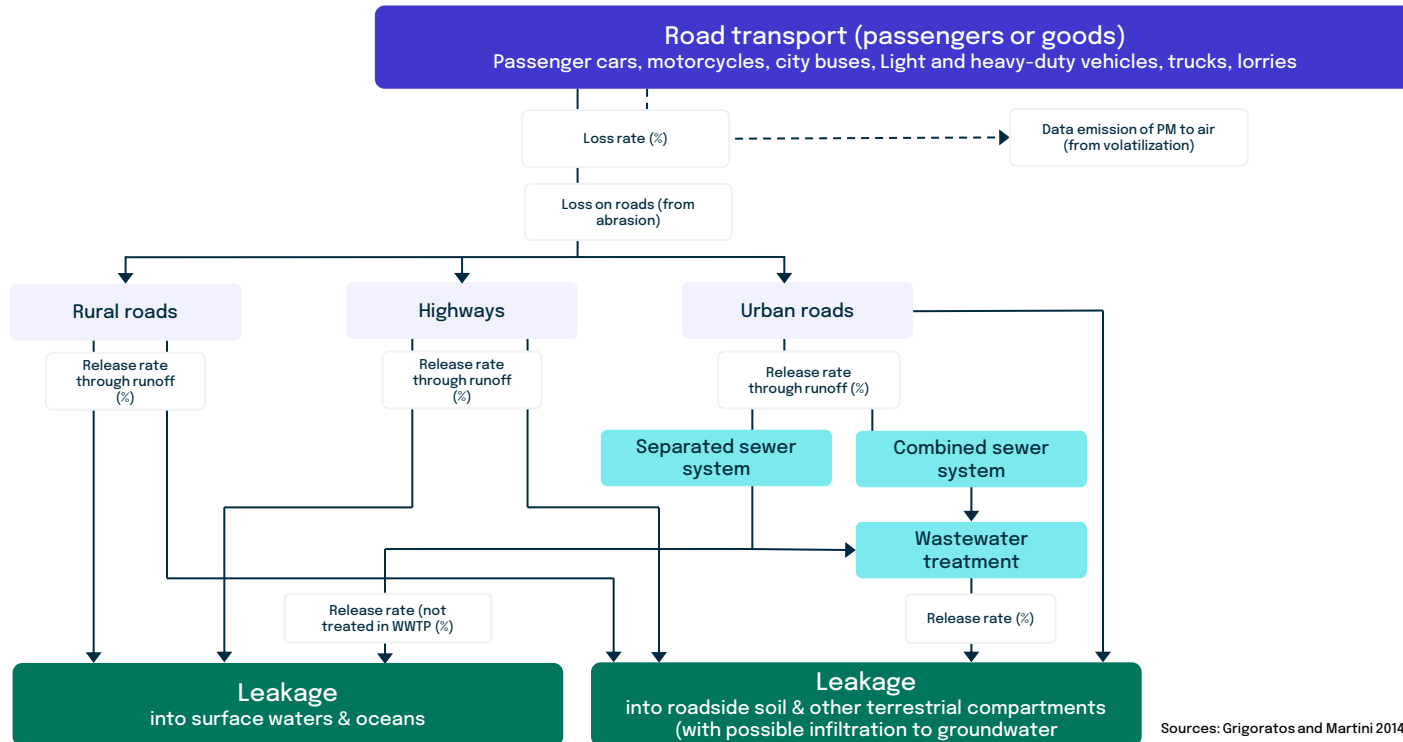 Road transport (passengers or goods)
Passenger cars, motorcycles, city buses, Light and heavy-duty vehicles, trucks, lorries
Loss rate (%)
Data emission of PM to air
(from volatilization)
Loss on roads (from
abrasion)
Rural roads
Highways
Urban roads
Release rate
through runoff
(%)
Release rate
through runoff
(%)
Release rate
through runoff (%)
Separated sewer
system
Combined sewer
system
Wastewater
treatment
Release rate (not
treated in WWTP (%)
Release rate (%)
Leakage
into surface waters & oceans
Leakage
into roadside soil & other terrestrial compartments
(with possible infiltration to groundwater
Sources: Grigoratos and Martini 2014